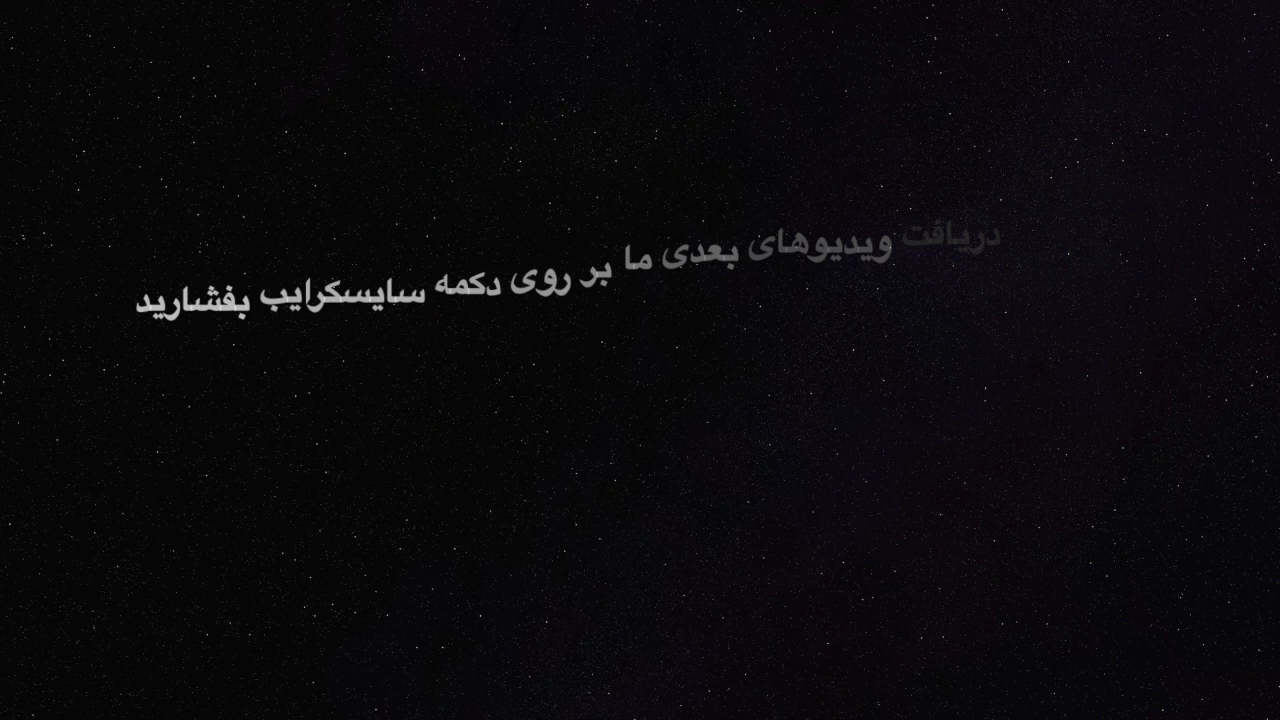 دریافت ویدیوهای بعدی ما بر روی دکمه سایسکرایب بفشارید